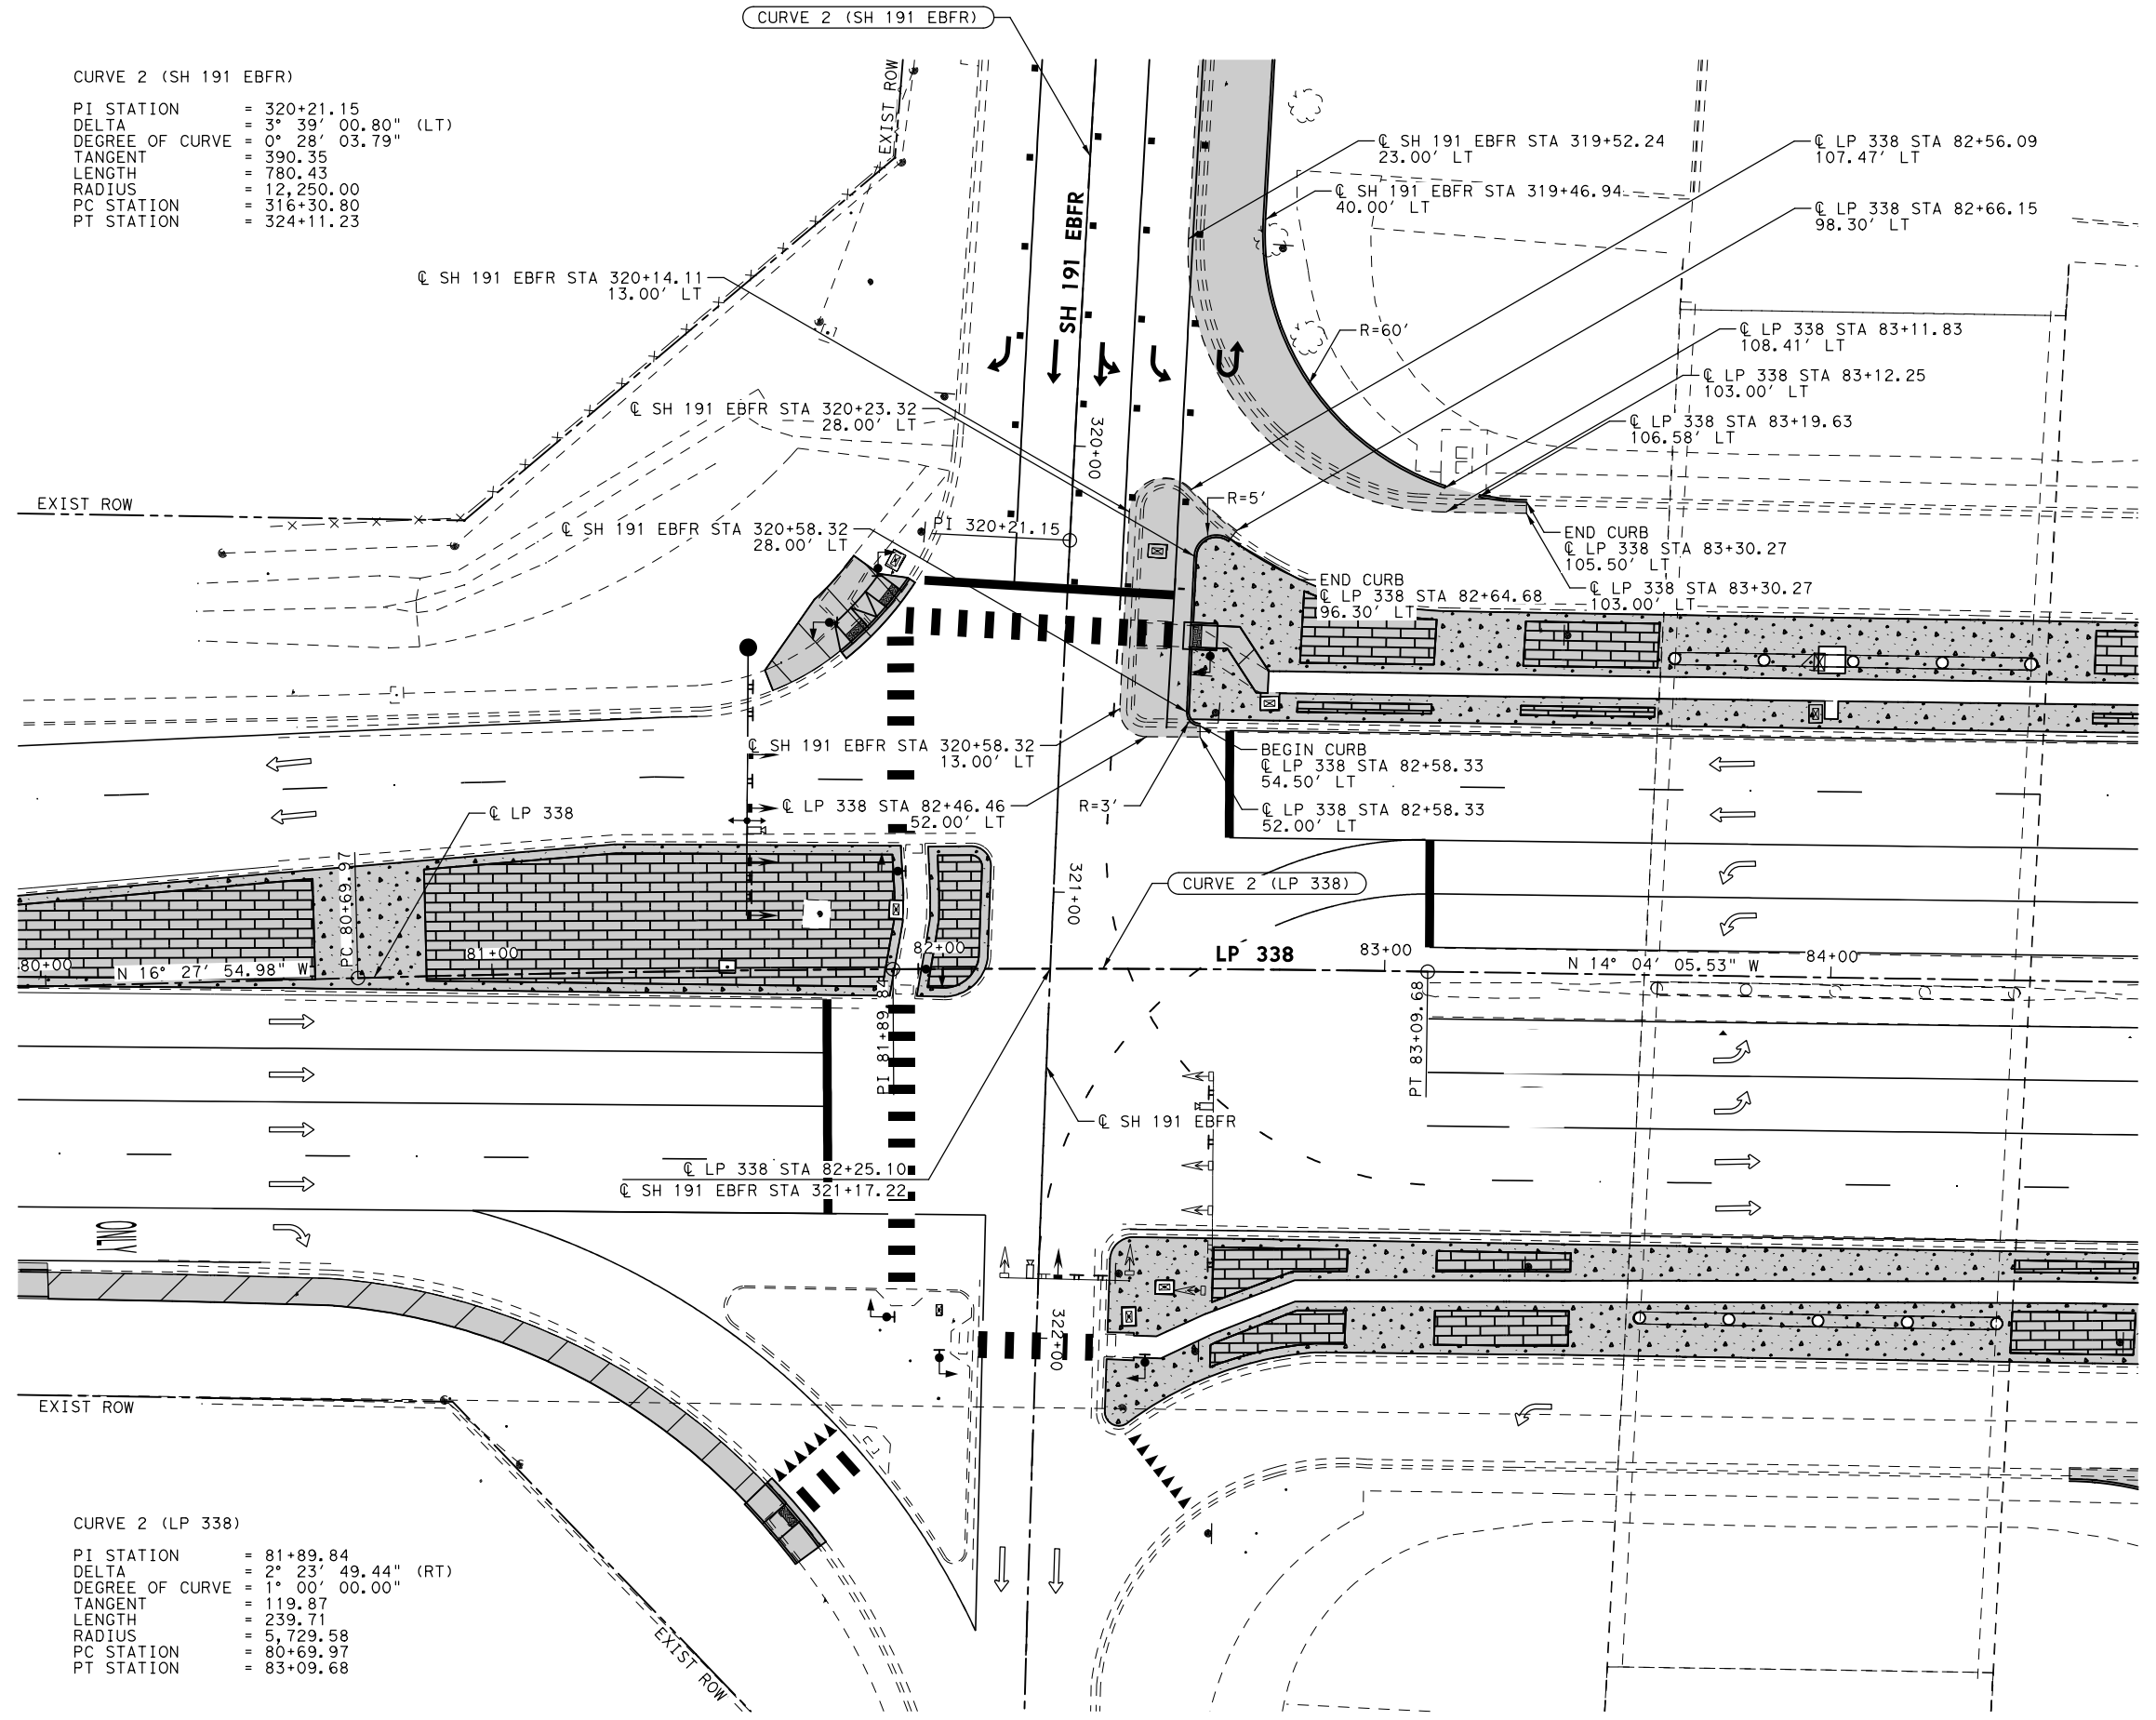 CURVE 2 (SH 191 EBFR)
CURVE 2 (SH 191 EBFR)
PI STATION = 320+21.15
DELTA = 3° 39' 00.80" (LT)
DEGREE OF CURVE = 0° 28' 03.79"
TANGENT = 390.35
LENGTH = 780.43
RADIUS = 12,250.00
PC STATION = 316+30.80
PT STATION = 324+11.23
EXIST ROW
SH 191 EBFR
℄ SH 191 EBFR STA 319+52.24
23.00' LT
℄ LP 338 STA 82+56.09
107.47' LT
℄ SH 191 EBFR STA 319+46.94
40.00' LT
℄ LP 338 STA 82+66.15
98.30' LT
℄ SH 191 EBFR STA 320+14.11
13.00' LT
R=60'
℄ LP 338 STA 83+11.83
108.41' LT
℄ LP 338 STA 83+12.25
103.00' LT
℄ SH 191 EBFR STA 320+23.32
28.00' LT
320+00
℄ LP 338 STA 83+19.63
106.58' LT
EXIST ROW
R=5'
℄ SH 191 EBFR STA 320+58.32
28.00' LT
PI 320+21.15
END CURB
℄ LP 338 STA 83+30.27
105.50' LT
END CURB
℄ LP 338 STA 82+64.68
96.30' LT
℄ LP 338 STA 83+30.27
103.00' LT
℄ SH 191 EBFR STA 320+58.32
13.00' LT
BEGIN CURB
℄ LP 338 STA 82+58.33
54.50' LT
℄ LP 338
℄ LP 338 STA 82+46.46
52.00' LT
R=3'
℄ LP 338 STA 82+58.33
52.00' LT
PC 80+69.97
321+00
CURVE 2 (LP 338)
80+00
N 16° 27' 54.98" W
81+00
82+00
LP 338
83+00
N 14° 04' 05.53" W
84+00
PI 81+89.84
PT 83+09.68
℄ SH 191 EBFR
℄ LP 338 STA 82+25.10
℄ SH 191 EBFR STA 321+17.22
ONLY
322+00
EXIST ROW
EXIST ROW
CURVE 2 (LP 338)
PI STATION = 81+89.84
DELTA = 2° 23' 49.44" (RT)
DEGREE OF CURVE = 1° 00' 00.00"
TANGENT = 119.87
LENGTH = 239.71
RADIUS = 5,729.58
PC STATION = 80+69.97
PT STATION = 83+09.68